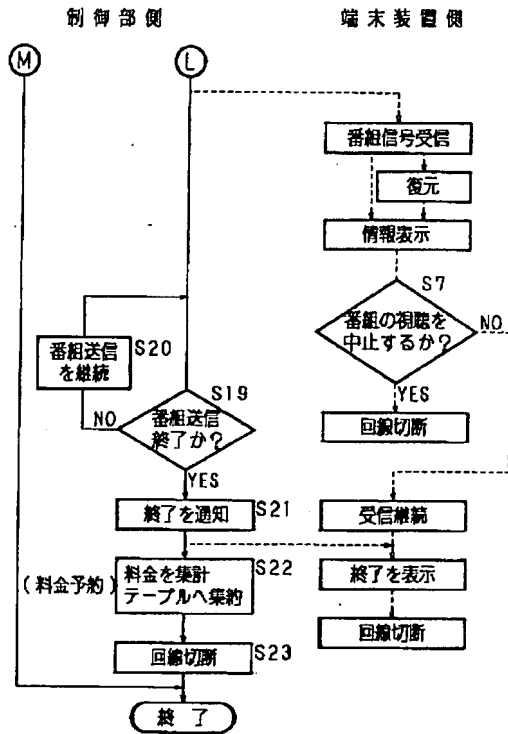 制御部側
端末装置側
M
L
番組信号受信
復元
情報表示
S7
番組の視聴を
中止するか?
NO
YES
回線切断
番組送信
を継続
S20
S19
番組送信
終了か?
NO
YES
終了を通知
S21
受信継続
(料金予約)
料金を集計
テーブルへ集約
S22
終了を表示
回線切断
S23
回線切断
終了